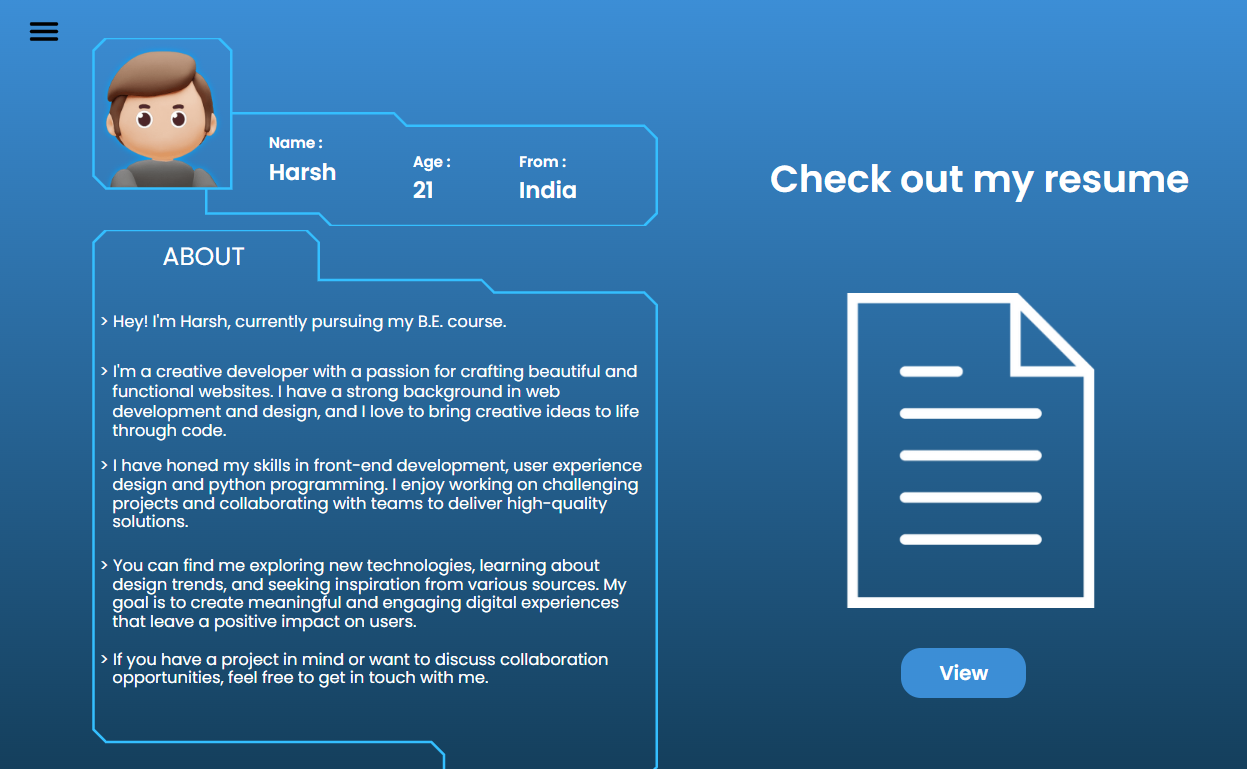 Name :
Harsh
Age :
21
From :
India
ABOUT
> Hey! I'm Harsh, currently pursuing my B.E. course.
> I'm a creative developer with a passion for crafting beautiful and
functional websites. I have a strong background in web
development and design, and I love to bring creative ideas to life
through code.
> I have honed my skills in front-end development, user experience
design and python programming. I enjoy working on challenging
projects and collaborating with teams to deliver high-quality
solutions.
> You can find me exploring new technologies, learning about
design trends, and seeking inspiration from various sources. My
goal is to create meaningful and engaging digital experiences
that leave a positive impact on users.
> If you have a project in mind or want to discuss collaboration
opportunities, feel free to get in touch with me.
Check out my resume
View